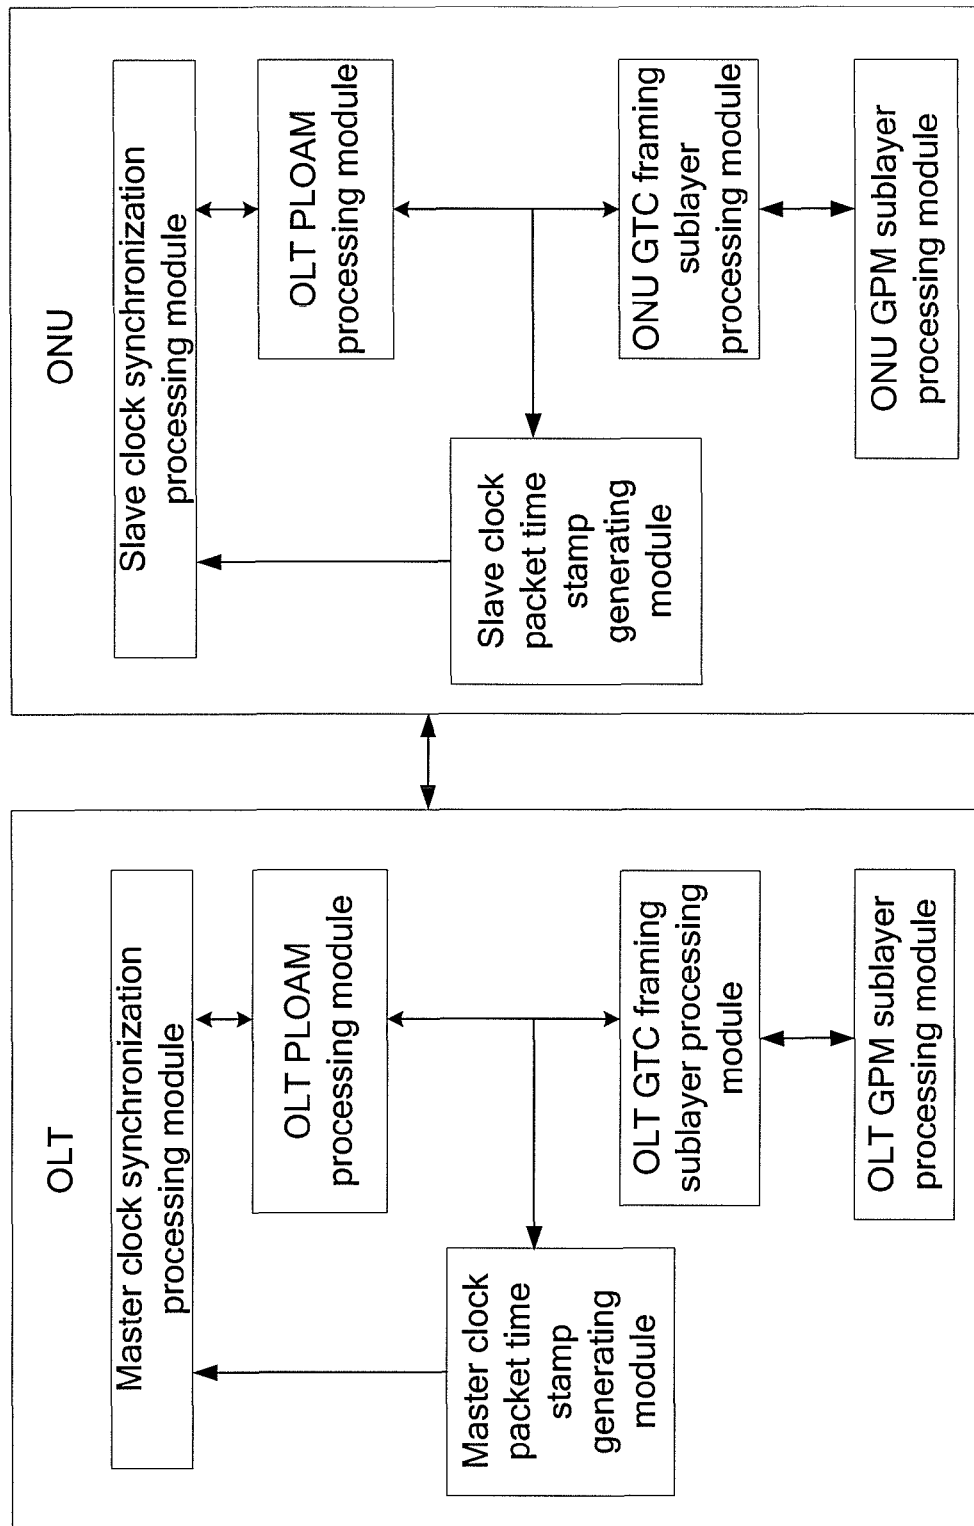 OLT
Master clock synchronization
processing module
OLT PLOAM
processing module
Master clock
packet time
stamp
generating
module
OLT GTC framing
sublayer processing
module
OLT GPM sublayer
processing module
ONU
Slave clock synchronization
processing module
OLT PLOAM
processing module
Slave clock
packet time
stamp
generating
module
ONU GTC framing
sublayer
processing module
ONU GPM sublayer
processing module